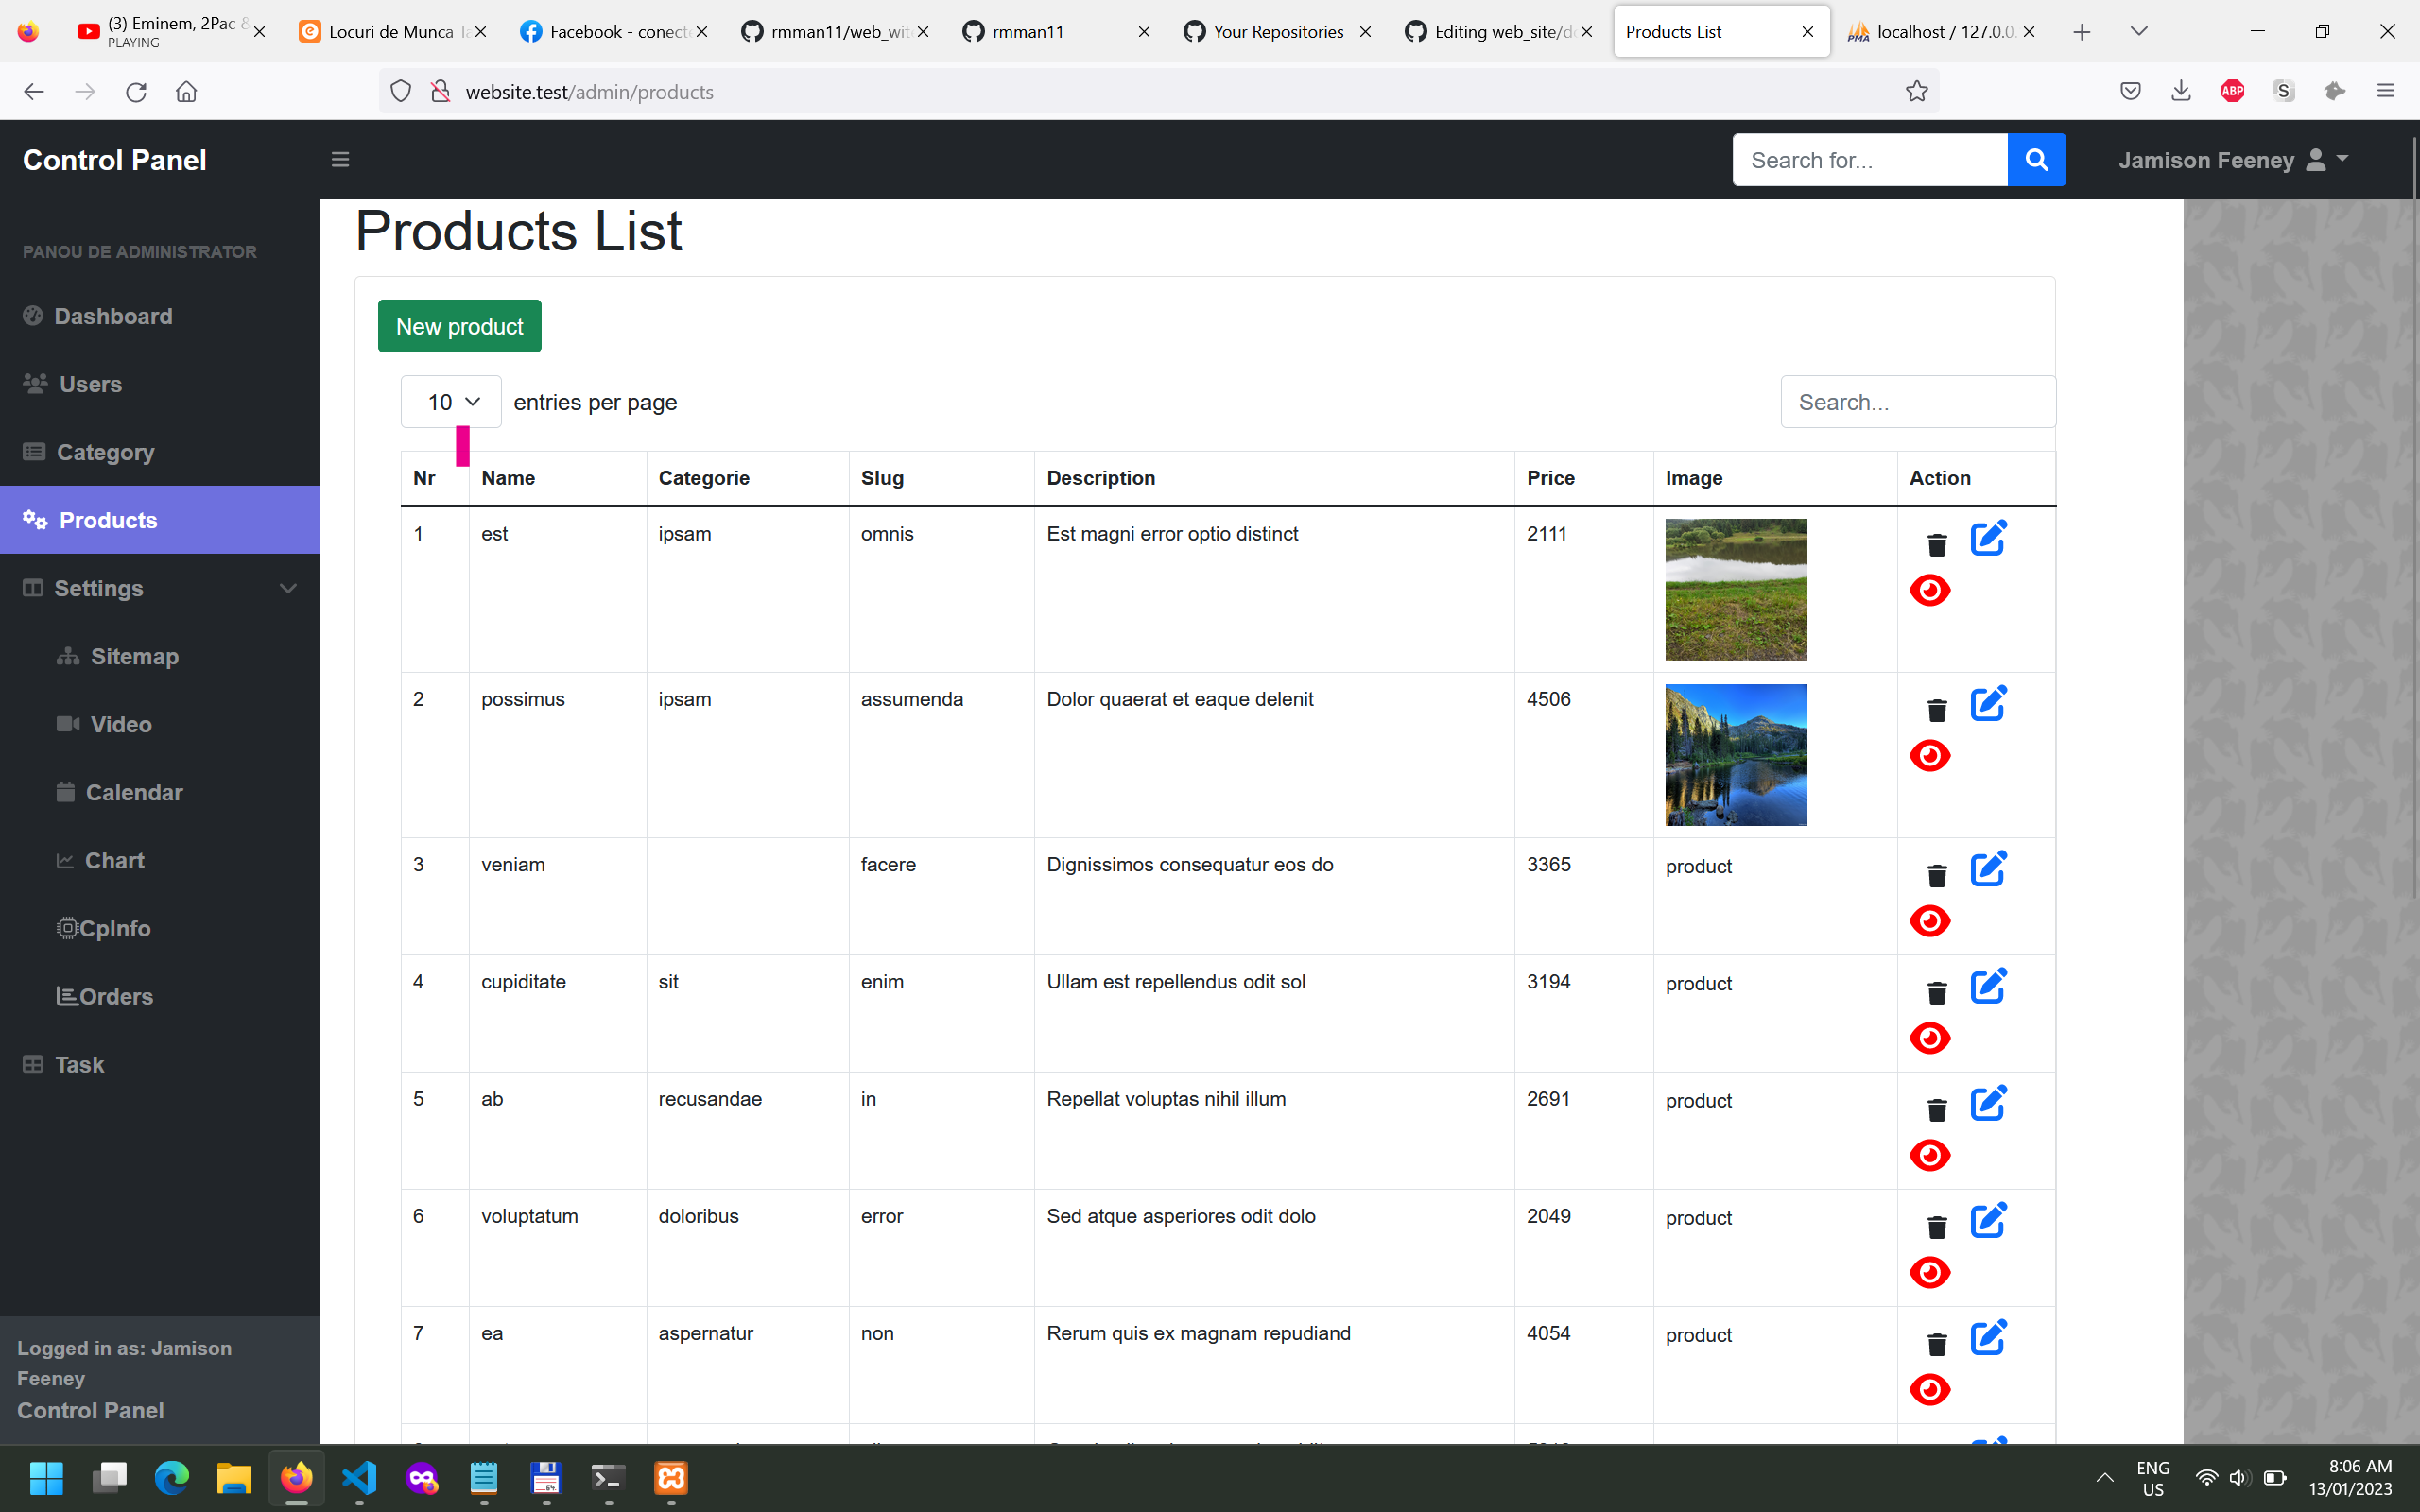 (3) Eminem, 2Pac &
PLAYING
Locuri de Munca
Facebook - conect
rmman11/web_wit
rmman11
Your Repositories
Editing web_site/d
Products List
localhost / 127.0.0.
website.test/admin/products
ABP
S
Control Panel
Search for...
Jamison Feeney
PANOU DE ADMINISTRATOR
Dashboard
Users
Category
Products
Settings
Sitemap
Video
Calendar
Chart
CpInfo
Orders
Task
Logged in as: Jamison
Feeney
Control Panel
Products List
New product
10 entries per page
Search...
Nr Name Categorie Slug Description Price Image Action
1 est ipsam omnis Est magni error optio distinct 2111
2 possimus ipsam assumenda Dolor quaerat et eaque delenit 4506
3 veniam facere Dignissimos consequatur eos do 3365 product
4 cupiditate sit enim Ullam est repellendus odit sol 3194 product
5 ab recusandae in Repellat voluptas nihil illum 2691 product
6 voluptatum doloribus error Sed atque asperiores odit dolo 2049 product
7 ea aspernatur non Rerum quis ex magnam repudiand 4054 product
ENG
US
8:06 AM
13/01/2023